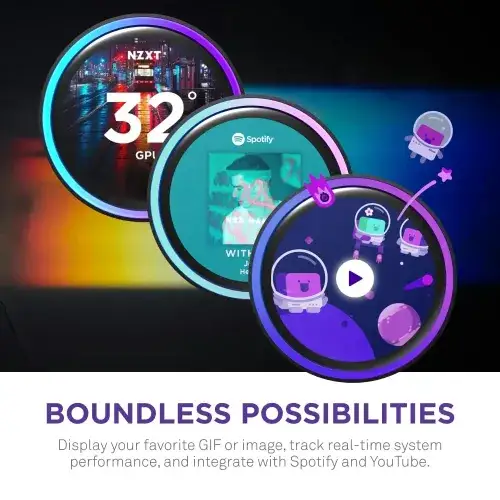 NZXT
32°
GPU
Spotify
WITH
BOUNDLESS POSSIBILITIES
Display your favorite GIF or image, track real-time system
performance, and integrate with Spotify and YouTube.